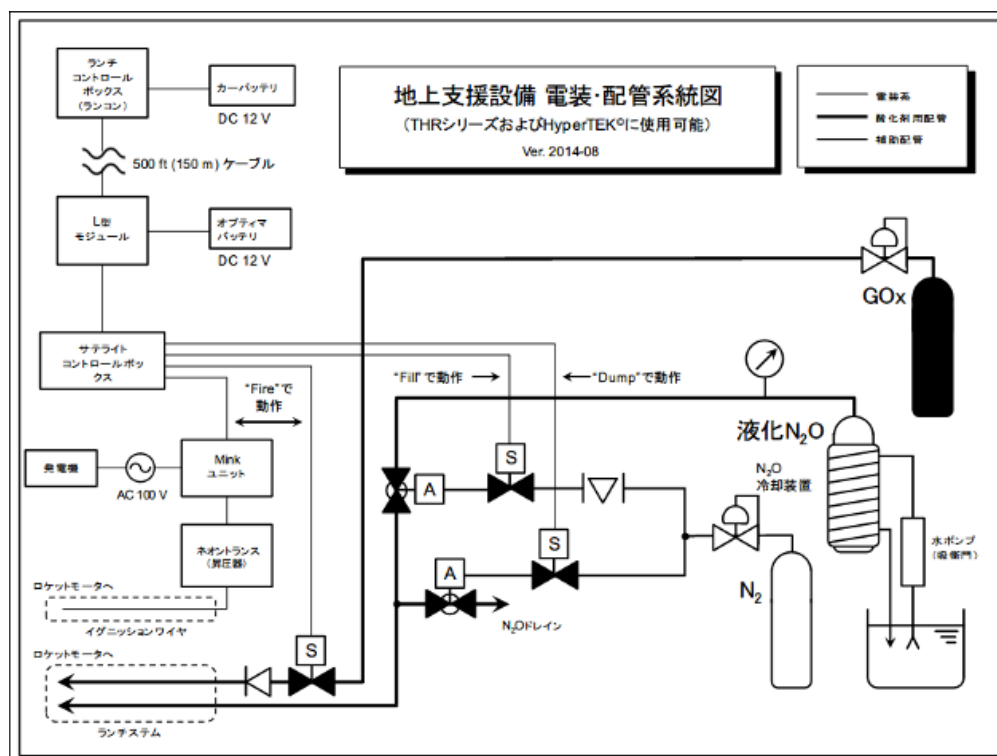 ランチ
コントロール
ボックス
(ランコン)
カーバッテリ
DC 12 V
500 ft (150 m) ケーブル
L型
モジュール
オプティマ
バッテリ
DC 12 V
地上支援設備 電装・配管系統図
(THRシリーズおよびHyperTEK©に使用可能)
Ver. 2014-08
電装系
酸化剤用配管
補助配管
GOx
サテライト
コントロールボッ
クス
"Fire"で
動作
"Fill"で動作
"Dump"で動作
発電機
AC 100 V
Mink
ユニット
ネオントランス
(昇圧器)
ロケットモータへ
イグニッションワイヤ
ロケットモータへ
ランチステム
S
A
S
A
S
N₂Oドレイン
液化N₂O
N₂O
冷却装置
水ポンプ
N₂